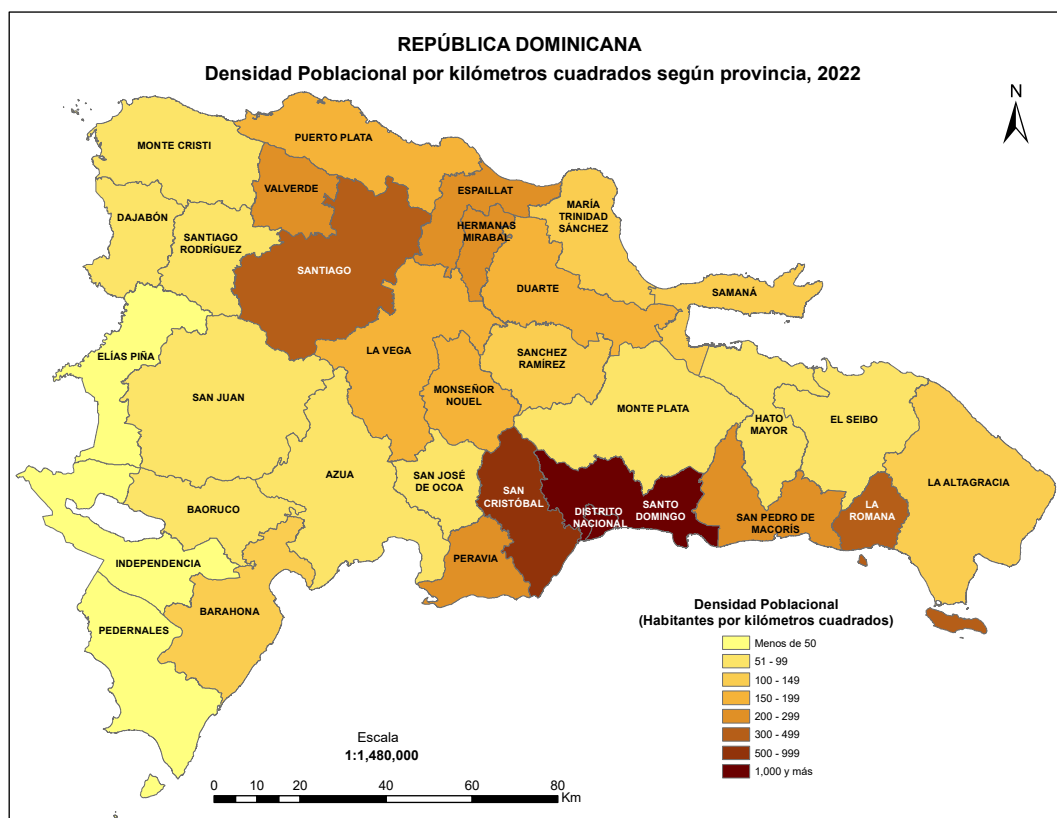 REPÚBLICA DOMINICANA
Densidad Poblacional por kilómetros cuadrados según provincia, 2022
N
MONTE CRISTI
PUERTO PLATA
VALVERDE
ESPAILLAT
DAJABÓN
MARÍA
TRINIDAD
SÁNCHEZ
HERMANAS
MIRABAL
SANTIAGO
RODRÍGUEZ
SANTIAGO
DUARTE
SAMANÁ
ELÍAS PIÑA
LA VEGA
SANCHEZ
RAMÍREZ
SAN JUAN
MONSEÑOR
NOUEL
MONTE PLATA
HATO
MAYOR
EL SEIBO
AZUA
SAN JOSÉ
DE OCOA
LA ALTAGRACIA
SAN
CRISTÓBAL
DISTRITO
NACIONAL
SANTO
DOMINGO
LA
ROMANA
BAORUCO
SAN PEDRO DE
MACORÍS
PERAVIA
INDEPENDENCIA
BARAHONA
PEDERNALES
Densidad Poblacional
(Habitantes por kilómetros cuadrados)
Menos de 50
51 - 99
100 - 149
150 - 199
200 - 299
300 - 499
500 - 999
1,000 y más
Escala
1:1,480,000
0 10 20 40 60 80
Km